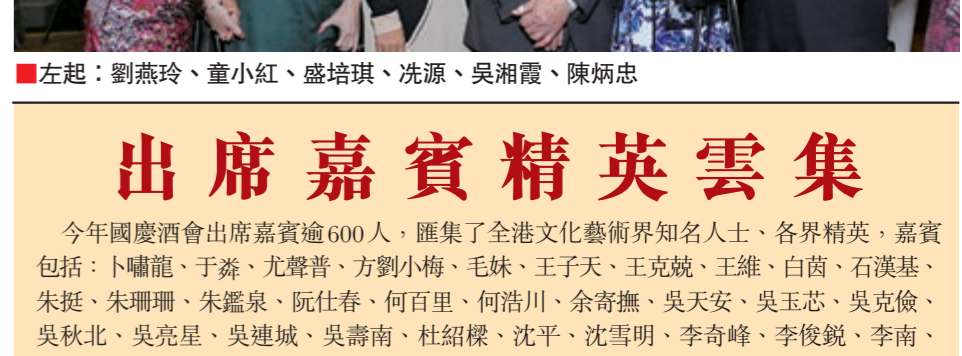 ■左起：劉燕玲、童小紅、盛培琪、冼源、吳湘霞、陳炳忠
出席嘉賓精英雲集
今年國慶酒會出席嘉賓逾600人，匯集了全港文化藝術界知名人士、各界精英，嘉賓
包括：卜嘯龍、于粦、尤聲普、方劉小梅、毛妹、王子天、王克兢、王維、白茵、石漢基、
朱挺、朱珊珊、朱鑑泉、阮仕春、何百里、何浩川、余寄撫、吳天安、吳玉芯、吳克儉、
吳秋北、吳亮星、吳連城、吳壽南、杜紹樑、沈平、沈雪明、李奇峰、李俊銳、李南、